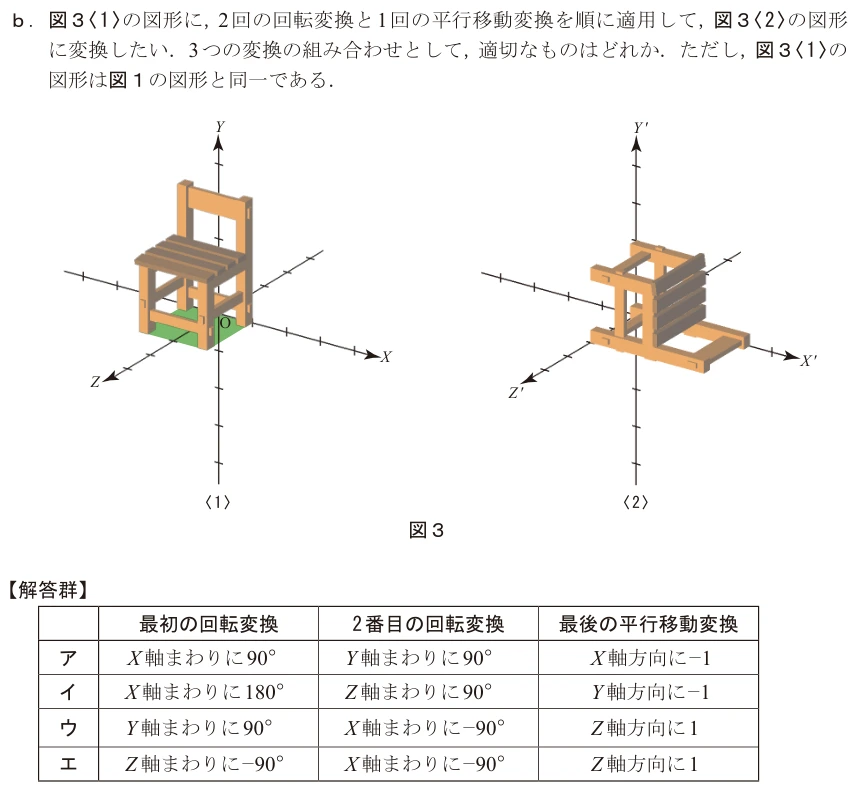 b．図3〈1〉の図形に，2回の回転変換と1回の平行移動変換を順に適用して，図3〈2〉の図形
に変換したい．3つの変換の組み合わせとして，適切なものはどれか．ただし，図3〈1〉の
図形は図1の図形と同一である．
Y
O
X
Z
〈1〉
Y′
X′
Z′
〈2〉
図3
【解答群】
最初の回転変換 2番目の回転変換 最後の平行移動変換
ア X軸まわりに90° Y軸まわりに90° X軸方向に−1
イ X軸まわりに180° Z軸まわりに90° Y軸方向に−1
ウ Y軸まわりに90° X軸まわりに−90° Z軸方向に1
エ Z軸まわりに−90° X軸まわりに−90° Z軸方向に1